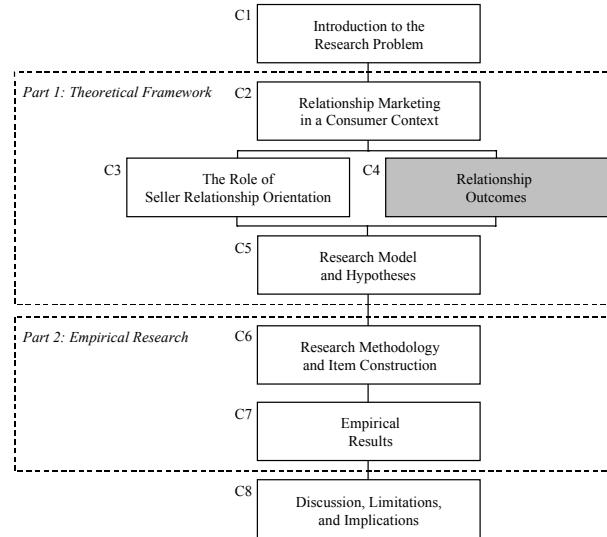 C1
Introduction to the
Research Problem
Part 1: Theoretical Framework
C2
Relationship Marketing
in a Consumer Context
C3
The Role of
Seller Relationship Orientation
C4
Relationship
Outcomes
C5
Research Model
and Hypotheses
Part 2: Empirical Research
C6
Research Methodology
and Item Construction
C7
Empirical
Results
C8
Discussion, Limitations,
and Implications